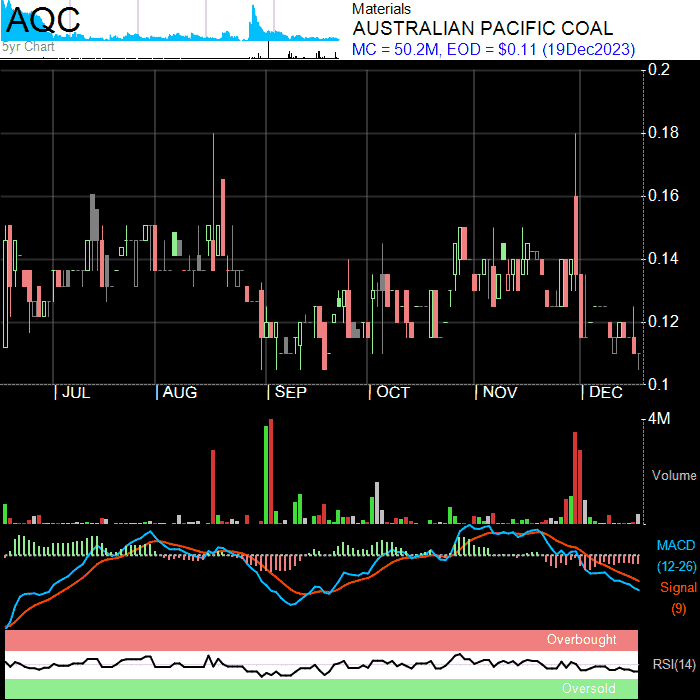 AQC
5yr Chart
Materials
AUSTRALIAN PACIFIC COAL
MC = 50.2M, EOD = $0.11 (19Dec2023)
0.2
0.18
0.16
0.14
0.12
0.1
JUL
AUG
SEP
OCT
NOV
DEC
4M
Volume
MACD
(12-26)
Signal
(9)
Overbought
RSI(14)
Oversold